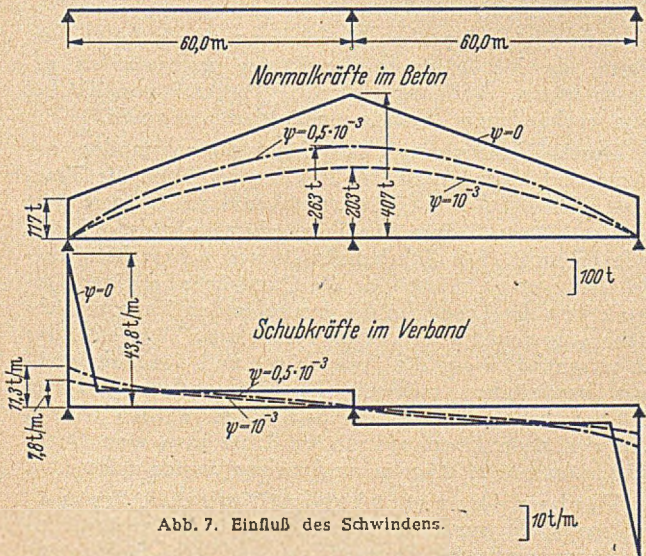 60,0m 60,0m
Normalkräfte im Beton
ψ=0,5·10⁻³
ψ=0
ψ=10⁻³
117t
263t
203t
407t
100t
ψ=0
43,8t/m
Schubkräfte im Verband
ψ=0,5·10⁻³
ψ=10⁻³
11,3t/m
7,8t/m
10t/m
Abb. 7. Einfluß des Schwindens.